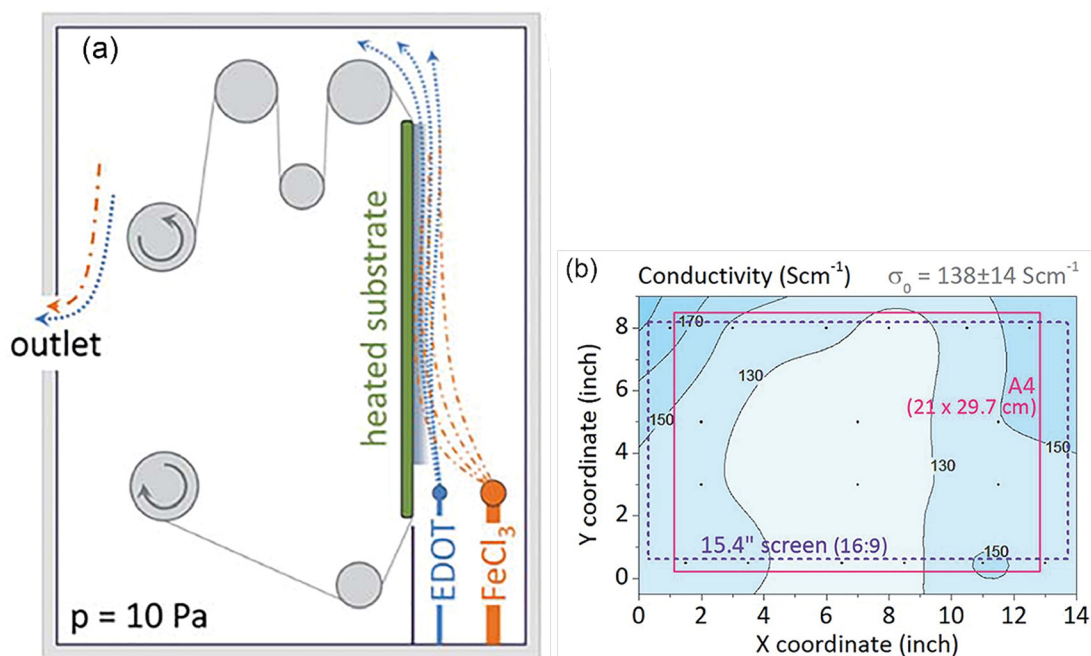 (a)
outlet
heated substrate
EDOT
FeCl₃
p = 10 Pa
(b)
Conductivity (Scm⁻¹) σ₀ = 138±14 Scm⁻¹
Y coordinate (inch)
8
6
4
2
0
170
150
130
130
150
150
A4
(21 x 29.7 cm)
15.4" screen (16:9)
0 2 4 6 8 10 12 14
X coordinate (inch)